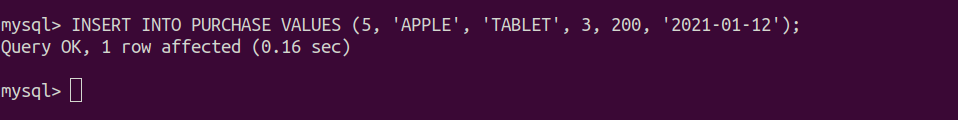 mysql> INSERT INTO PURCHASE VALUES (5, 'APPLE', 'TABLET', 3, 200, '2021-01-12');
Query OK, 1 row affected (0.16 sec)
mysql>